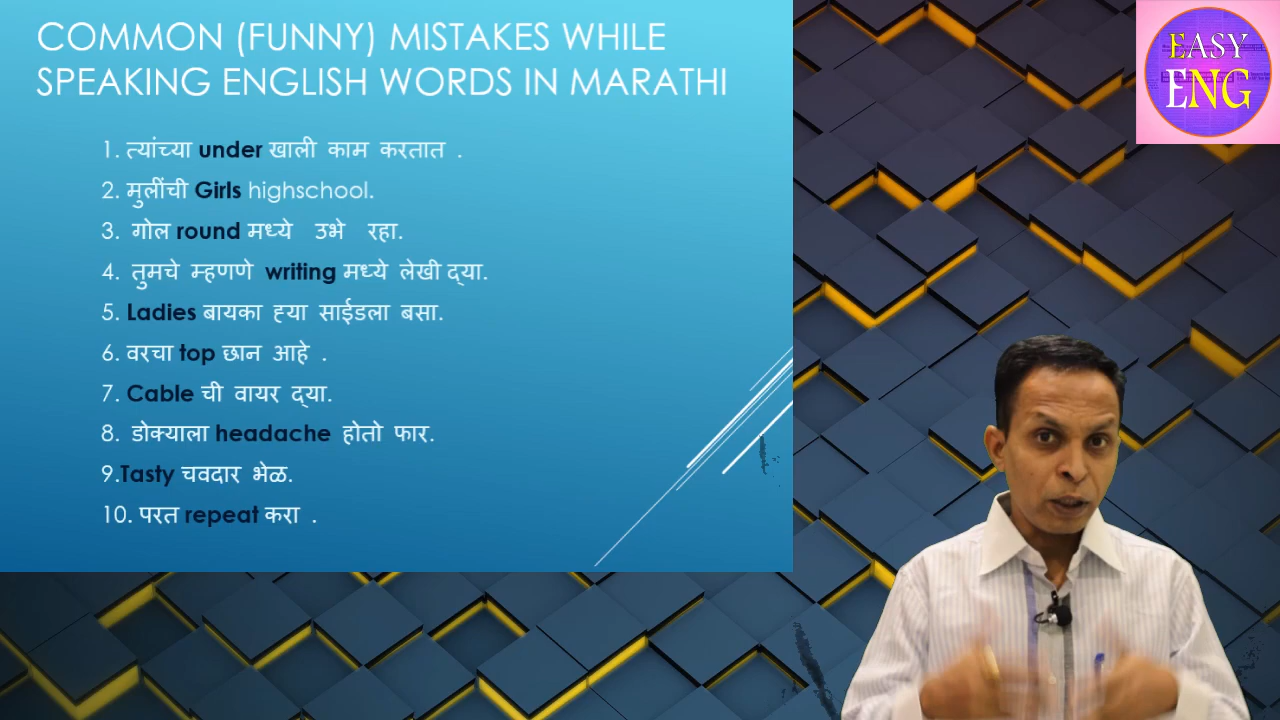 COMMON (FUNNY) MISTAKES WHILE
SPEAKING ENGLISH WORDS IN MARATHI
EASY
ENG
1. त्यांच्या under खाली काम करतात .
2. मुलींची Girls highschool.
3. गोल round मध्ये उभे रहा.
4. तुमचे म्हणणे writing मध्ये लेखी द्या.
5. Ladies बायका ह्या साईडला बसा.
6. वरचा top छान आहे .
7. Cable ची वायर द्या.
8. डोक्याला headache होतो फार.
9.Tasty चवदार भेळ.
10. परत repeat करा .